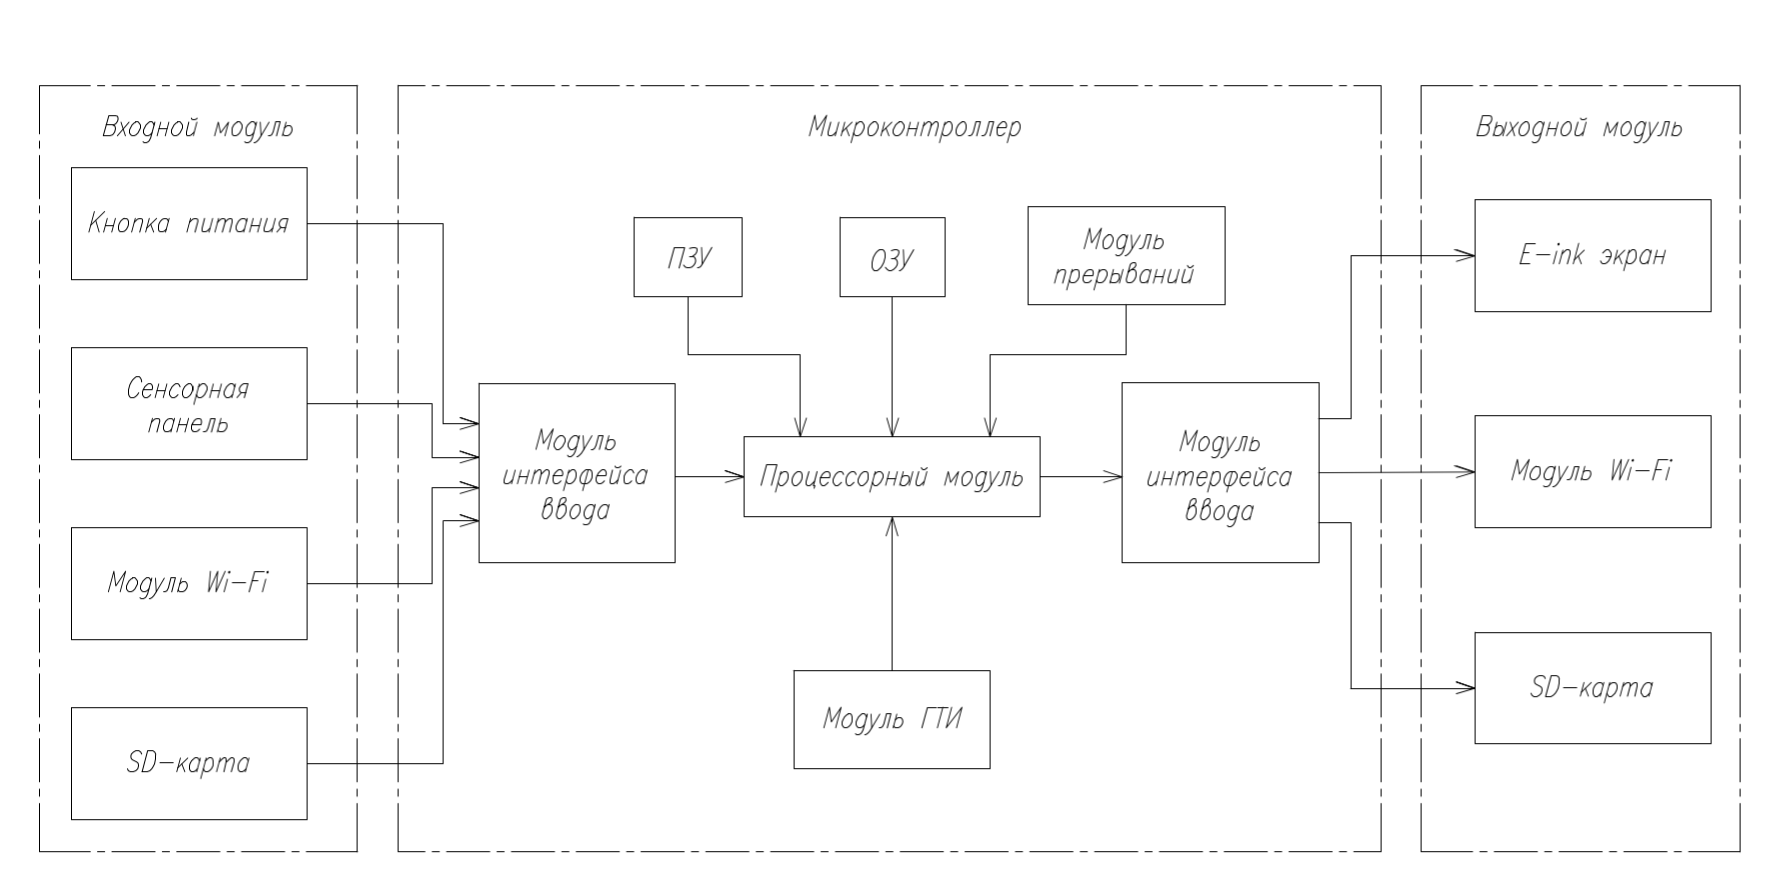 Входной модуль
Кнопка питания
Сенсорная
панель
Модуль Wi-Fi
SD-карта
Микроконтроллер
ПЗУ
ОЗУ
Модуль
прерываний
Модуль
интерфейса
ввода
Процессорный модуль
Модуль
интерфейса
ввода
Модуль ГТИ
Выходной модуль
E-ink экран
Модуль Wi-Fi
SD-карта